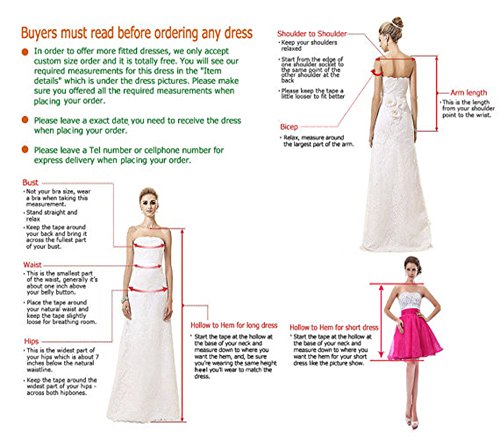 Buyers must read before ordering any dress
In order to offer more fitted dresses, we only accept
custom size order and it is totally free. You will see our
required measurements for this dress in the "Item
details" which is under the dress pictures. Please make
sure you offered all the required measurements when
placing your order.
Please leave a exact date you need to receive the dress
when placing your order.
Please leave a Tel number or cellphone number for
express delivery when placing your order.
Shoulder to Shoulder
Keep your shoulders
relaxed
Start from the edge of
one shoulder socket to
the same point of the
other shoulder at the
back
Please keep the tape a
little looser to fit better
Arm length
This is the length
from your shoulder
point to the wrist.
Bicep
Relax, measure around
the largest part of the arm.
Bust
Not your bra size, wear
a bra when taking this
measurement.
Stand straight and
relax
Keep the tape around
your back and bring it
across the fullest part
of your bust.
Waist
This is the smallest part
of the waist, generally it's
about one inch above
your belly button.
Place the tape around
your natural waist and
keep the tape slightly
loose for breathing room.
Hips
This is the widest part of
your hips which is about 7
inches below the natural
waistline.
Keep the tape around the
widest part of your hips -
across both hipbones.
Hollow to Hem for long dress
Start the tape at the hollow at
the base of your neck and
measure down to where you
want the hem, and, be sure
you're wearing the same height
heel you'll wear to match the
dress.
Hollow to Hem for short dress
Start the tape at the hollow at
the base of your neck and
measure down to where you
want the hem for your short
dress like the picture show.